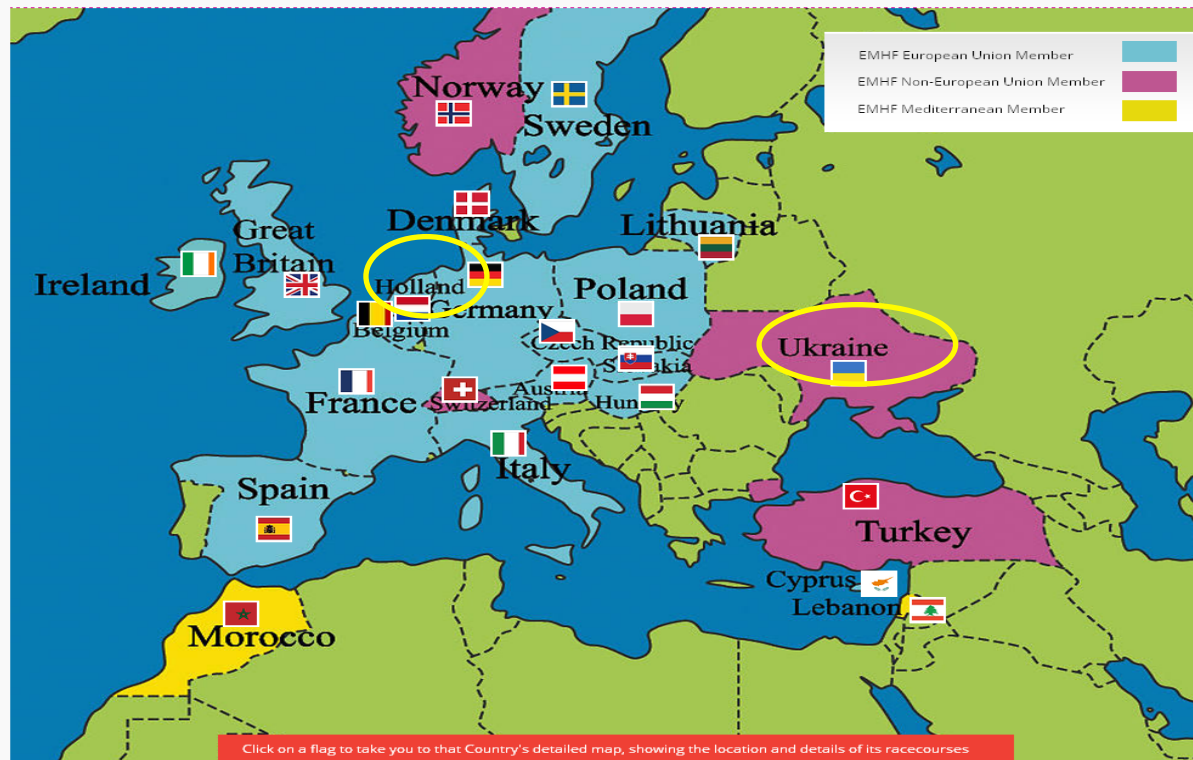 EMHF European Union Member
EMHF Non-European Union Member
EMHF Mediterranean Member
Norway
Sweden
Denmark
Lithuania
Great
Britain
Ireland
Holland
Poland
Germany
Belgium
Czech Republic
Slovakia
Ukraine
Austria
Hungary
Switzerland
France
Italy
Spain
Turkey
Cyprus
Lebanon
Morocco
Click on a flag to take you to that Country's detailed map, showing the location and details of its racecourses